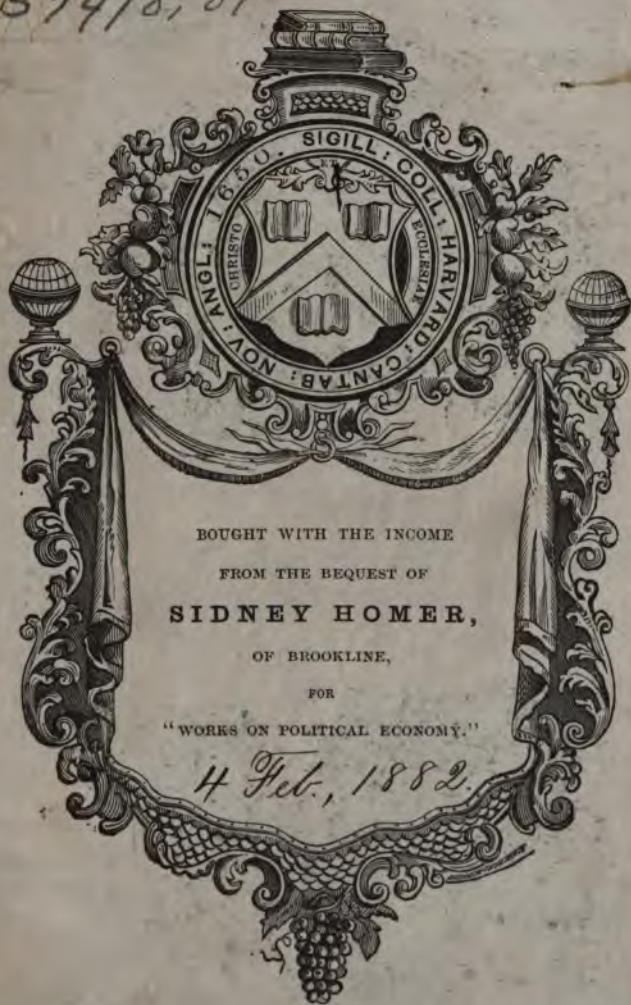 SIGILL: COLL: HARVARD: CANTAB: NOV: ANGL: 1650.
ET
CHRISTO
ECCLESIAE
BOUGHT WITH THE INCOME
FROM THE BEQUEST OF
SIDNEY HOMER,
OF BROOKLINE,
FOR
"WORKS ON POLITICAL ECONOMY."
4 Feb., 1882.